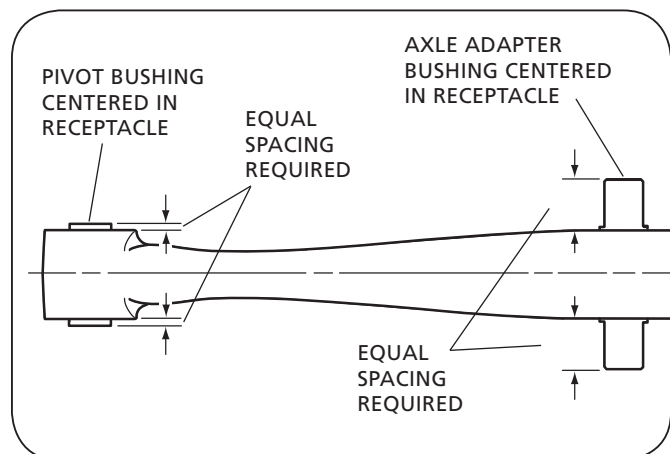 PIVOT BUSHING
CENTERED IN
RECEPTACLE
EQUAL
SPACING
REQUIRED
AXLE ADAPTER
BUSHING CENTERED
IN RECEPTACLE
EQUAL
SPACING
REQUIRED